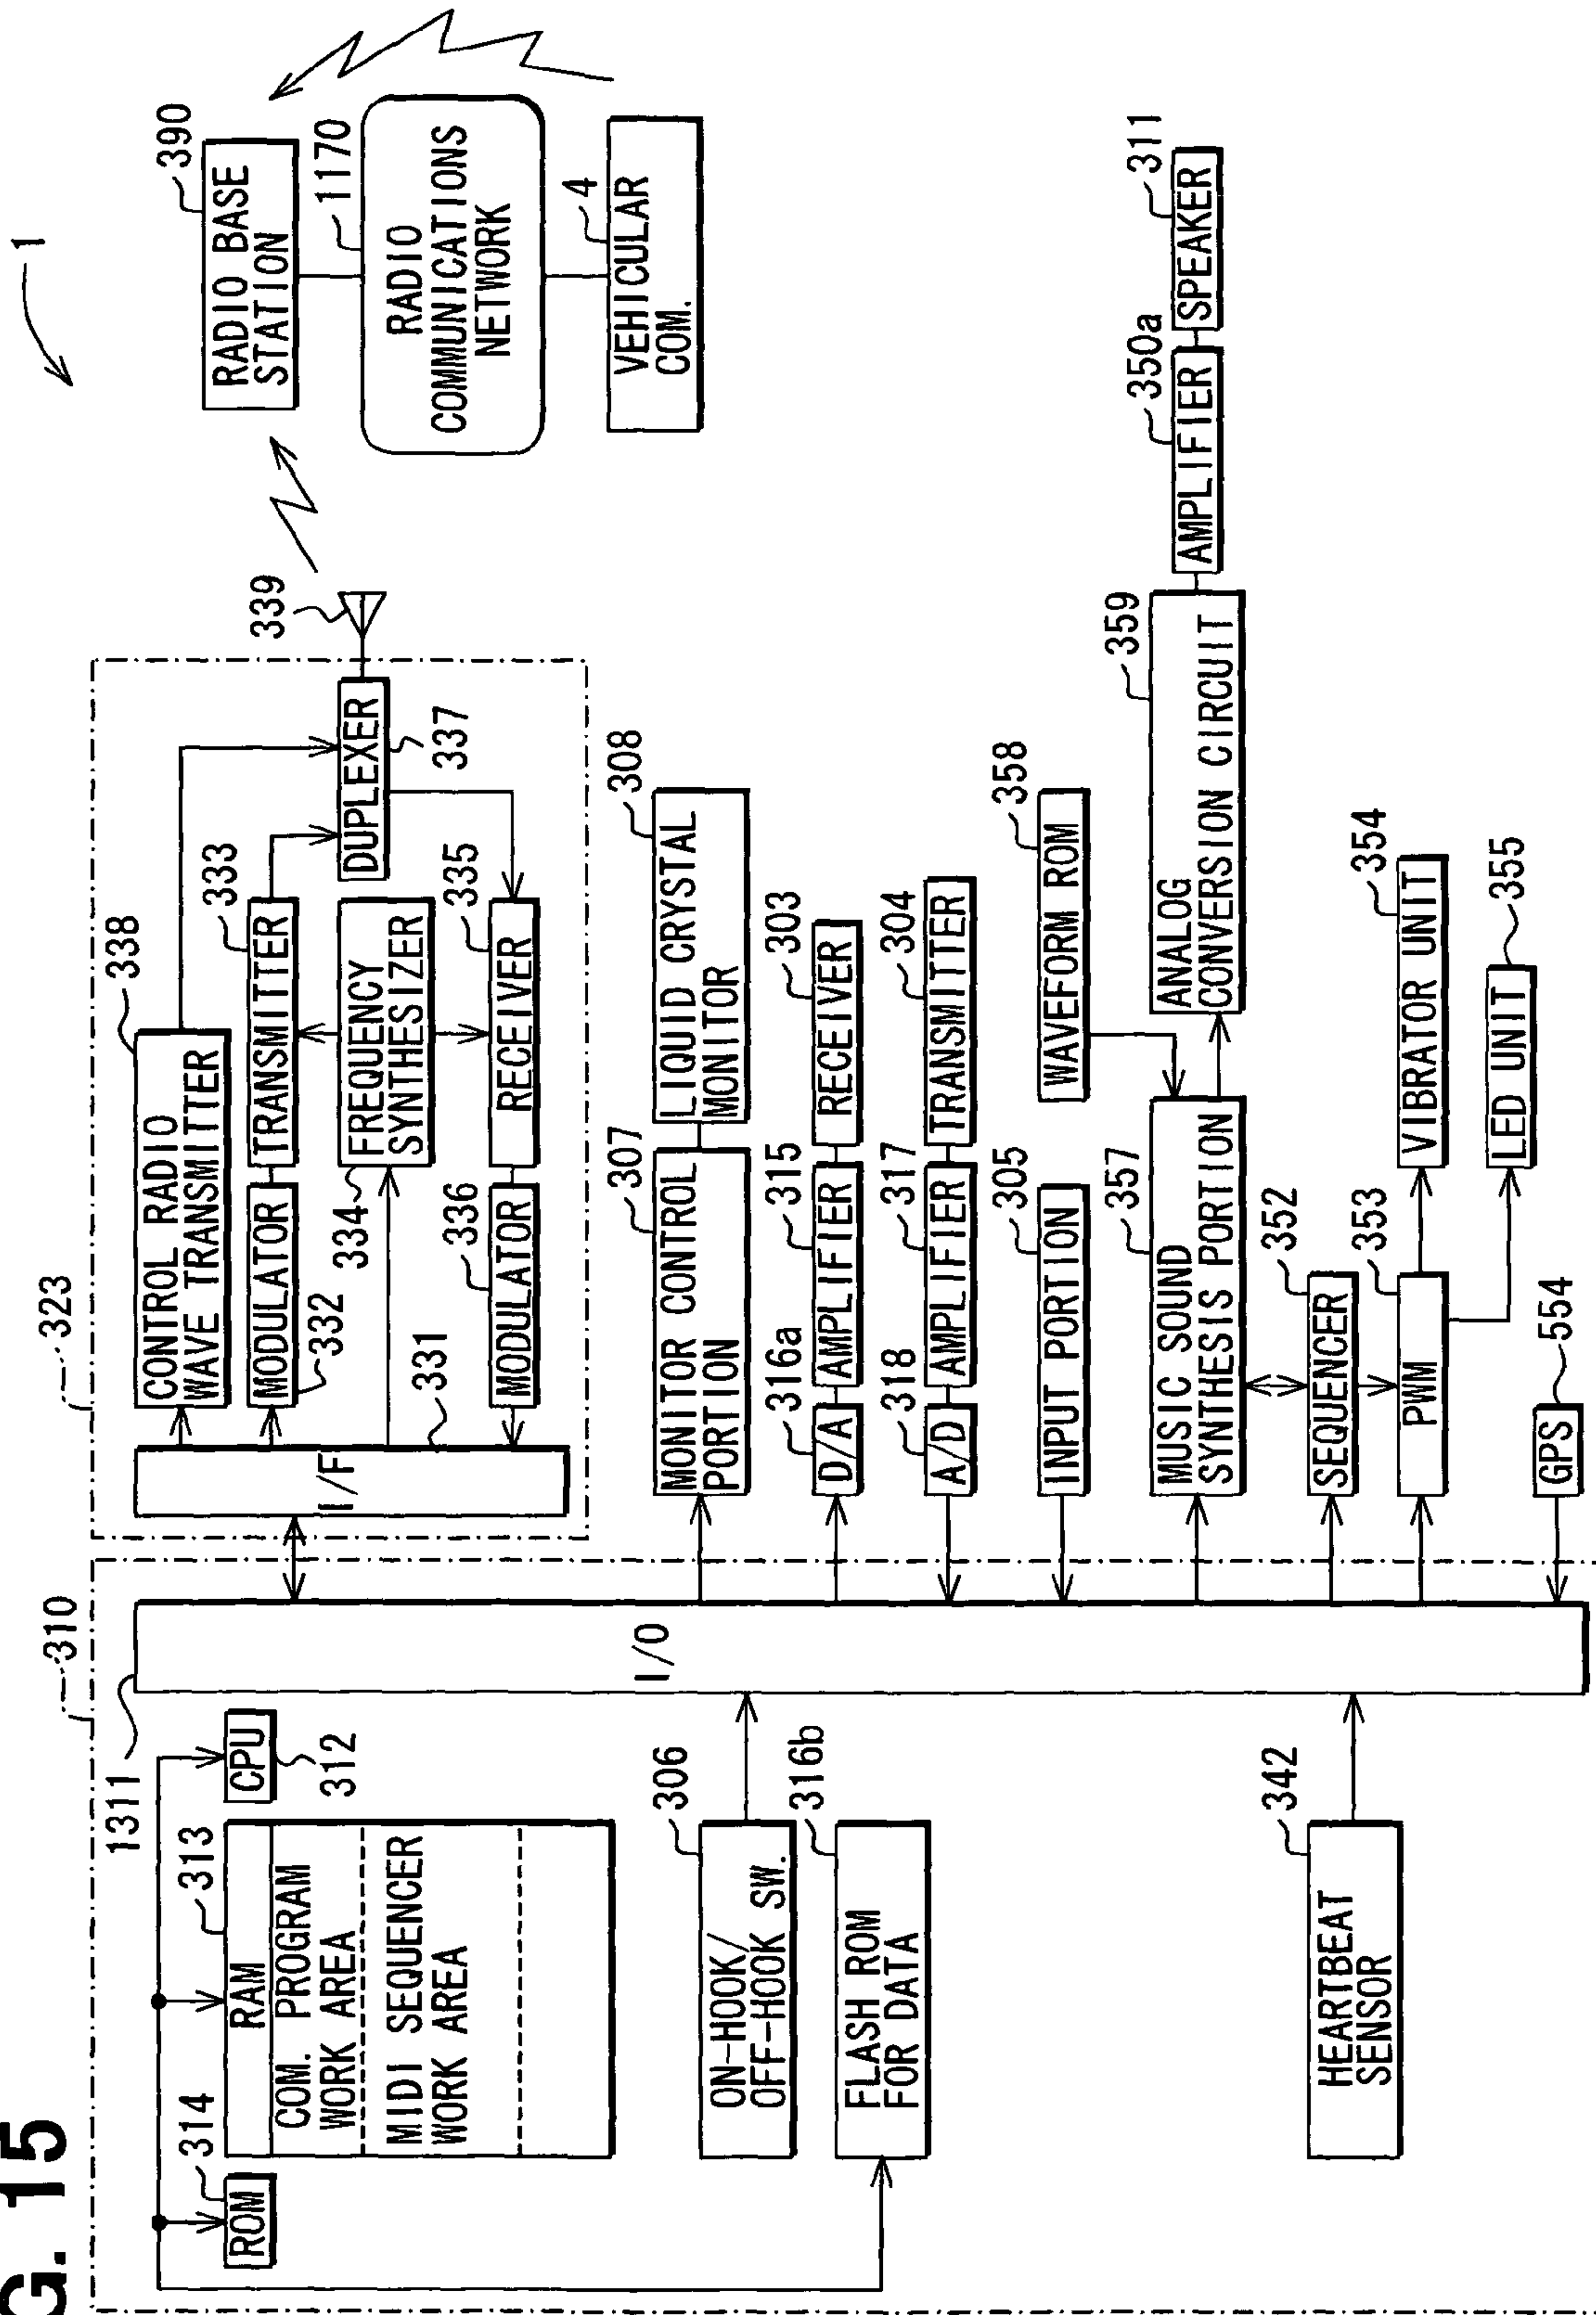 G. 15
1
310
323
1311
314
ROM
313
RAM
COM. PROGRAM
WORK AREA
MIDI SEQUENCER
WORK AREA
CPU
312
306
ON-HOOK/
OFF-HOOK SW.
316b
FLASH ROM
FOR DATA
342
HEARTBEAT
SENSOR
I/O
I/F
331
338
CONTROL RADIO
WAVE TRANSMITTER
MODULATOR
332
333
TRANSMITTER
334
FREQUENCY
SYNTHESIZER
336
MODULATOR
335
RECEIVER
DUPLEXER
337
339
390
RADIO BASE
STATION
1170
RADIO
COMMUNICATIONS
NETWORK
4
VEHICULAR
COM.
307
MONITOR CONTROL
PORTION
308
LIQUID CRYSTAL
MONITOR
316a
D/A
315
AMPLIFIER
303
RECEIVER
318
A/D
317
AMPLIFIER
304
TRANSMITTER
305
INPUT PORTION
358
WAVEFORM ROM
357
MUSIC SOUND
SYNTHESIS PORTION
359
ANALOG
CONVERSION CIRCUIT
350a
AMPLIFIER
311
SPEAKER
352
SEQUENCER
353
PWM
354
VIBRATOR UNIT
355
LED UNIT
554
GPS